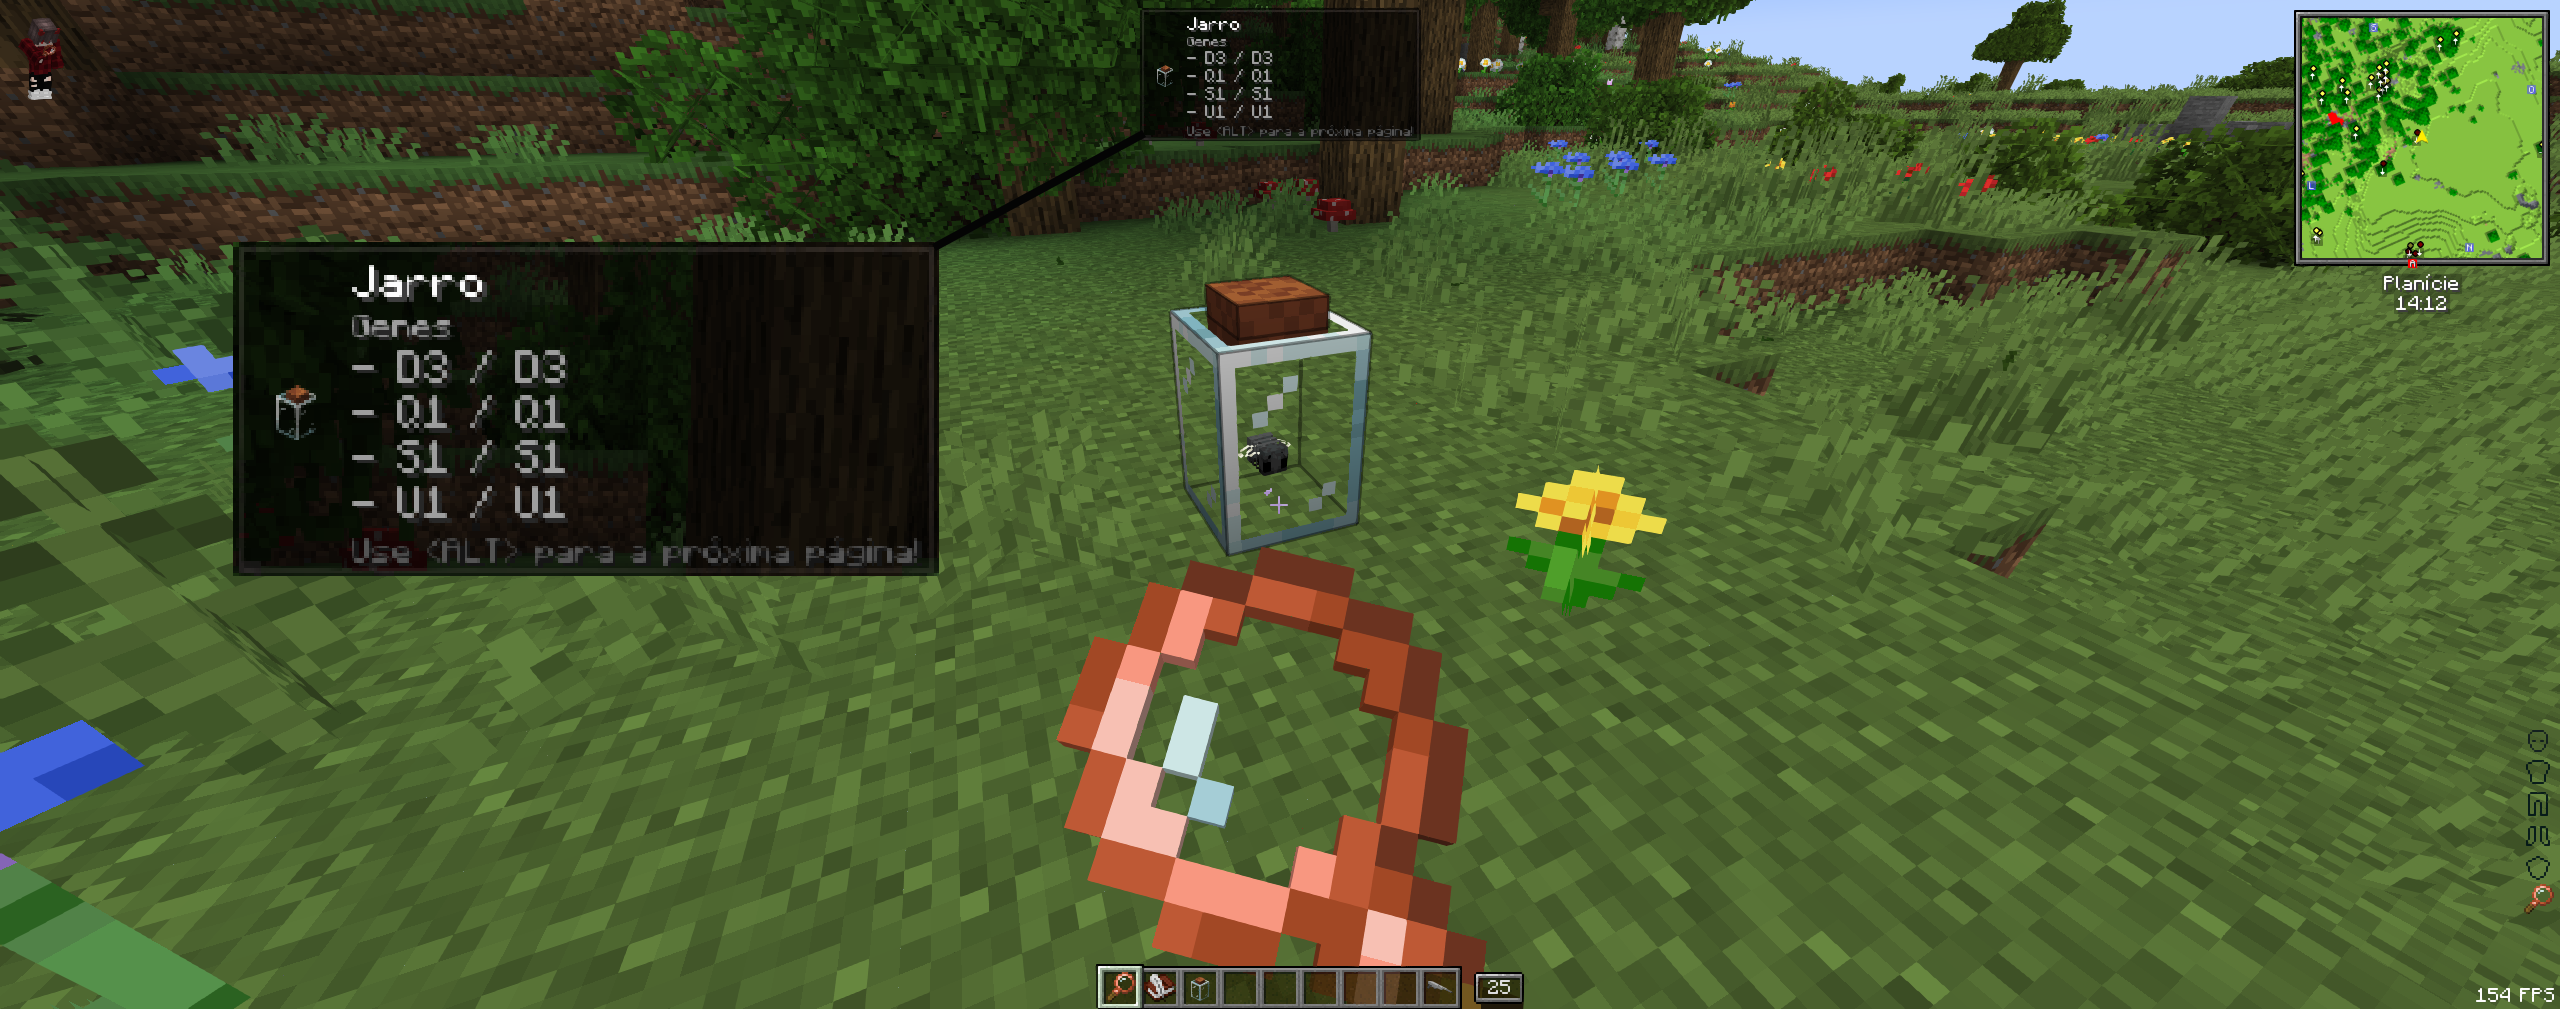 Jarro
Genes
- D3 / D3
- Q1 / Q1
- S1 / S1
- U1 / U1
Use <ALT> para a próxima página!
Jarro
Genes
- D3 / D3
- Q1 / Q1
- S1 / S1
- U1 / U1
Use <ALT> para a próxima página!
Planície
14:12
25
154 FPS